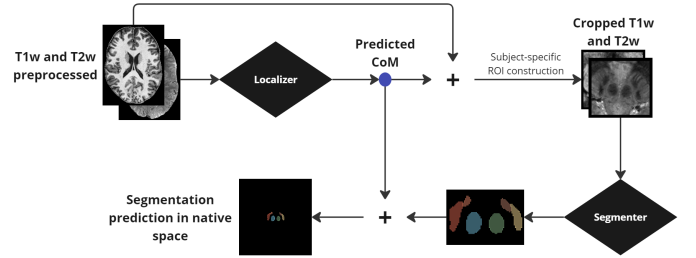 T1w and T2w
preprocessed
Localizer
Predicted
CoM
+
Subject-specific
ROI construction
Cropped T1w
and T2w
Segmentation
prediction in native
space
+
Segmenter